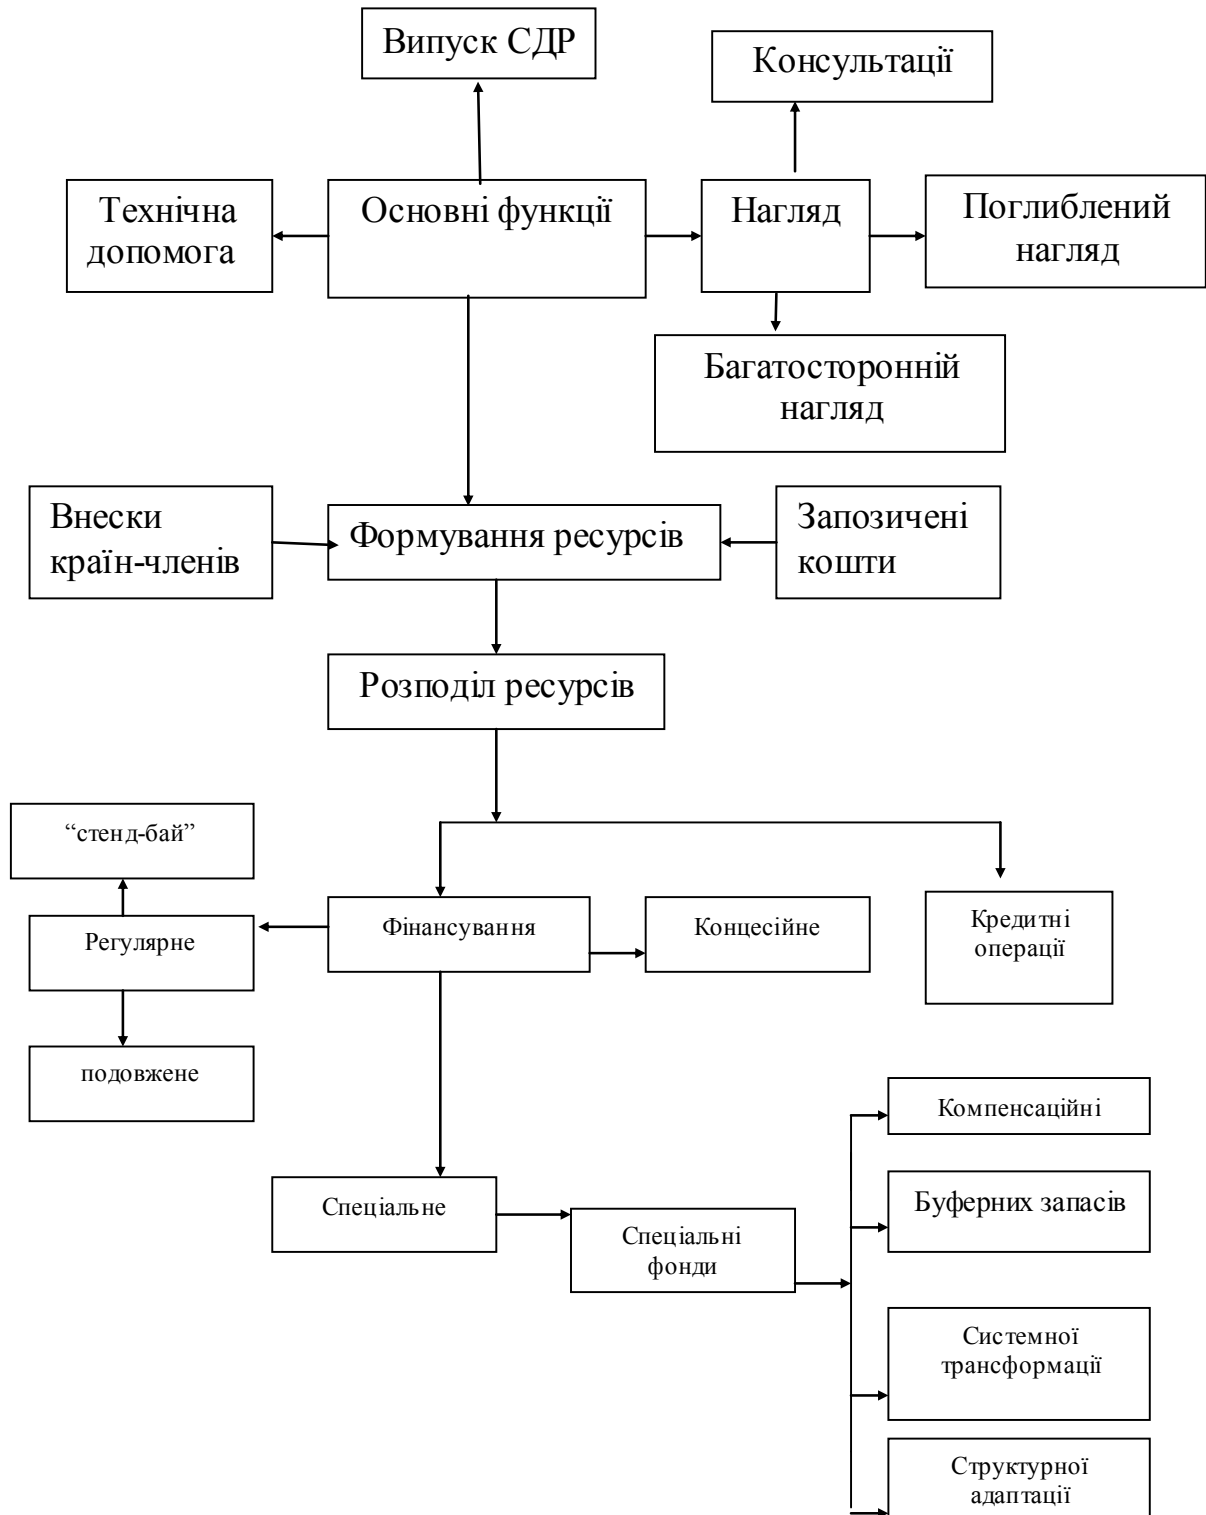 Випуск СДР
Консультації
Технічна
допомога
Основні функції
Нагляд
Поглиблений
нагляд
Багатосторонній
нагляд
Внески
країн-членів
Формування ресурсів
Запозичені
кошти
Розподіл ресурсів
“стенд-бай”
Регулярне
Фінансування
Концесійне
Кредитні
операції
подовжене
Компенсаційні
Спеціальне
Спеціальні
фонди
Буферних запасів
Системної
трансформації
Структурної
адаптації